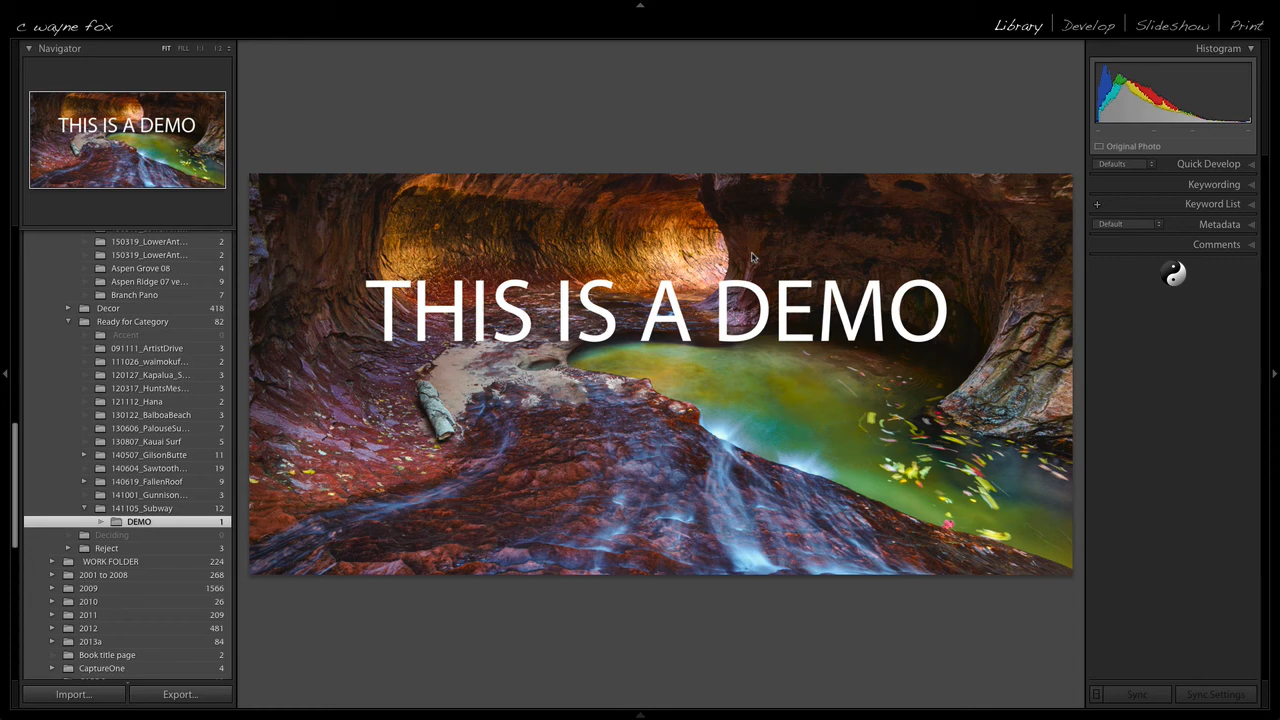 c wayne fox
Library Develop Slideshow Print
Navigator FIT FILL 1:1 1:2
THIS IS A DEMO
150319_LowerAnt... 2
150319_LowerAnt... 2
Aspen Grove 08 4
Aspen Ridge 07 ve... 9
Branch Pano 7
Decor 418
Ready for Category 82
Accent 0
091111_ArtistDrive 3
111026_waimokuf... 2
120127_Kapalua_S... 3
120317_HuntsMes... 3
121112_Hana 2
130122_BalboaBeach 3
130606_PalouseSu... 7
130807_Kauai Surf 5
140507_GilsonButte 11
140604_Sawtooth... 19
140619_FallenRoof 9
141001_Gunnison... 3
141105_Subway 12
DEMO 1
Deciding 0
Reject 3
_WORK FOLDER 224
2001 to 2008 268
2009 1566
2010 26
2011 209
2012 481
2013a 84
Book title page 2
CaptureOne 4
Import... Export...
THIS IS A DEMO
Histogram
Original Photo
Defaults Quick Develop
Keywording
+ Keyword List
Default Metadata
Comments
Sync Sync Settings